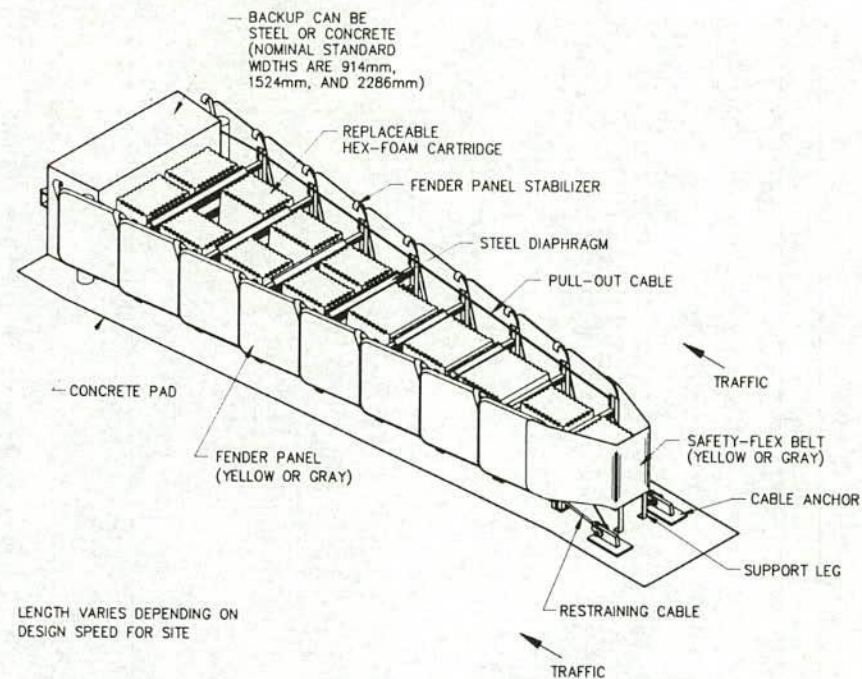 BACKUP CAN BE
STEEL OR CONCRETE
(NOMINAL STANDARD
WIDTHS ARE 914mm,
1524mm, AND 2286mm)
REPLACEABLE
HEX-FOAM CARTRIDGE
FENDER PANEL STABILIZER
STEEL DIAPHRAGM
PULL-OUT CABLE
TRAFFIC
CONCRETE PAD
FENDER PANEL
(YELLOW OR GRAY)
SAFETY-FLEX BELT
(YELLOW OR GRAY)
CABLE ANCHOR
SUPPORT LEG
RESTRAINING CABLE
LENGTH VARIES DEPENDING ON
DESIGN SPEED FOR SITE
TRAFFIC